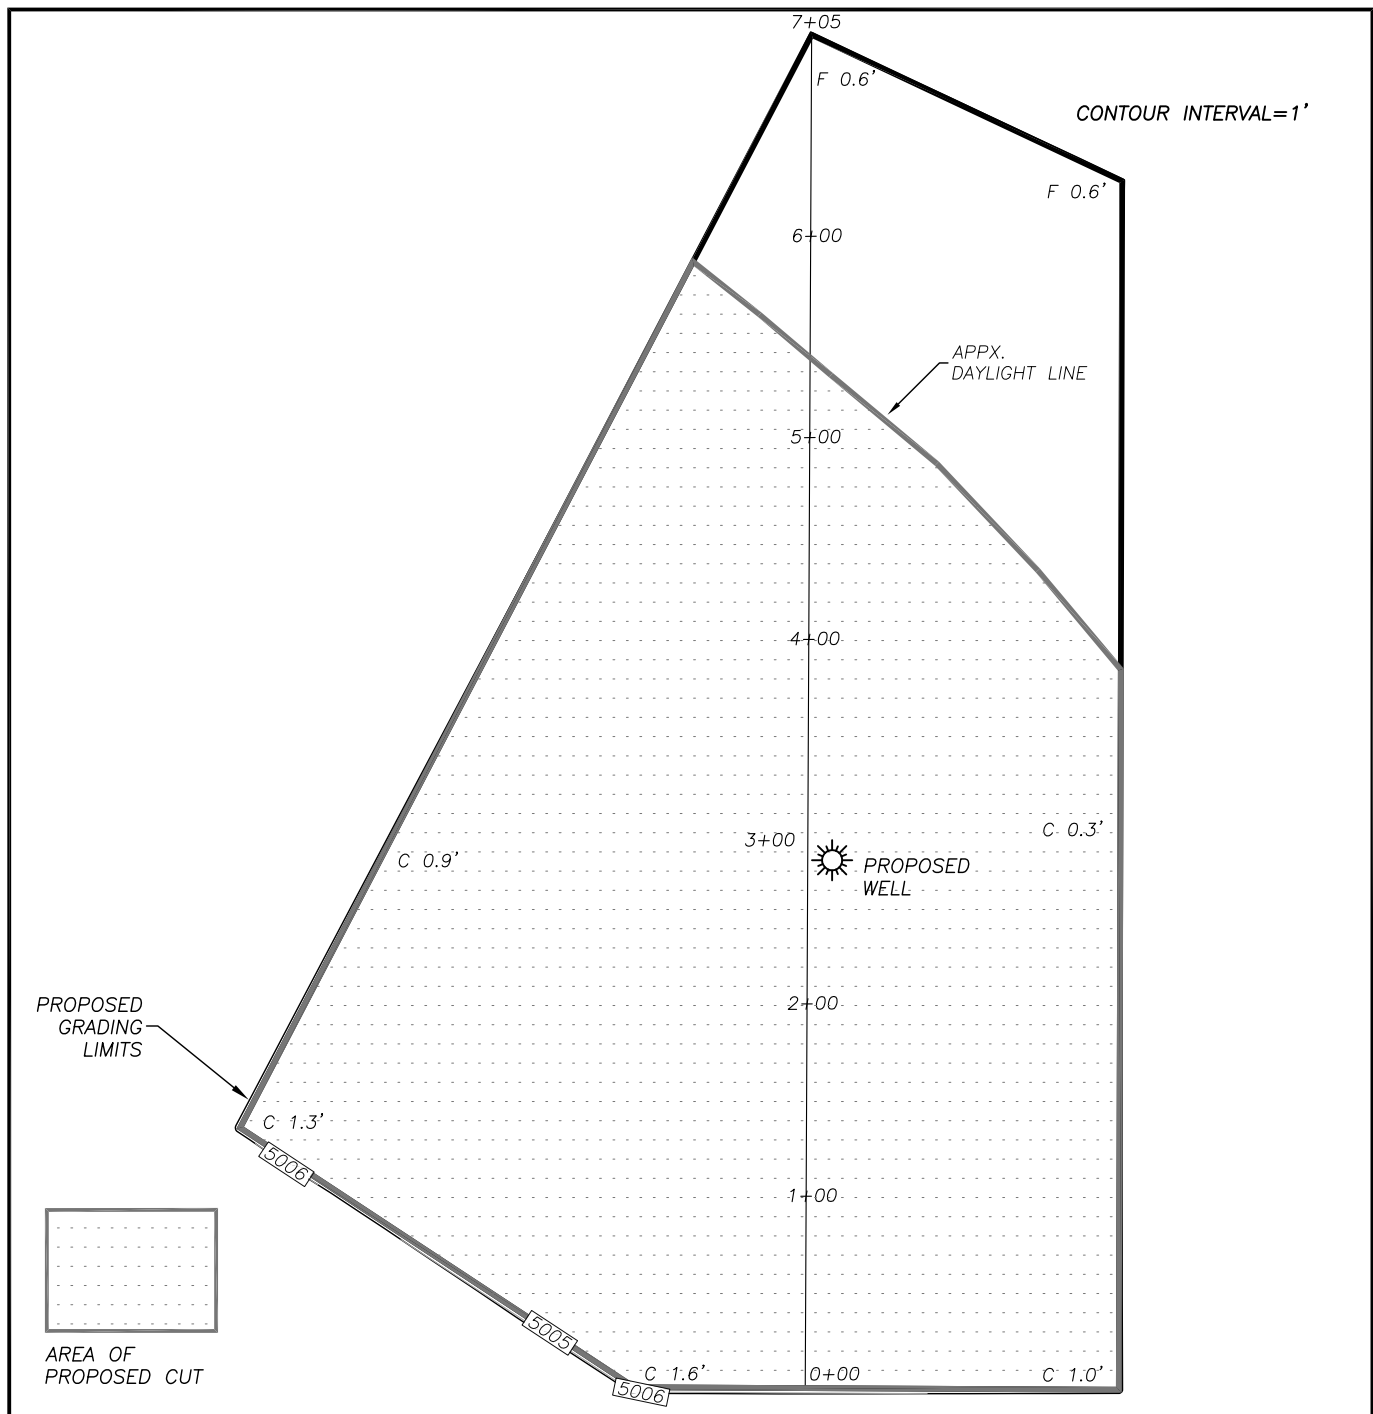 7+05
F 0.6'
CONTOUR INTERVAL=1'
F 0.6'
6+00
APPX.
DAYLIGHT LINE
5+00
4+00
C 0.3'
3+00
C 0.9'
PROPOSED
WELL
PROPOSED
GRADING
LIMITS
2+00
C 1.3'
5006
1+00
5005
AREA OF
PROPOSED CUT
C 1.6'
0+00
C 1.0'
5006